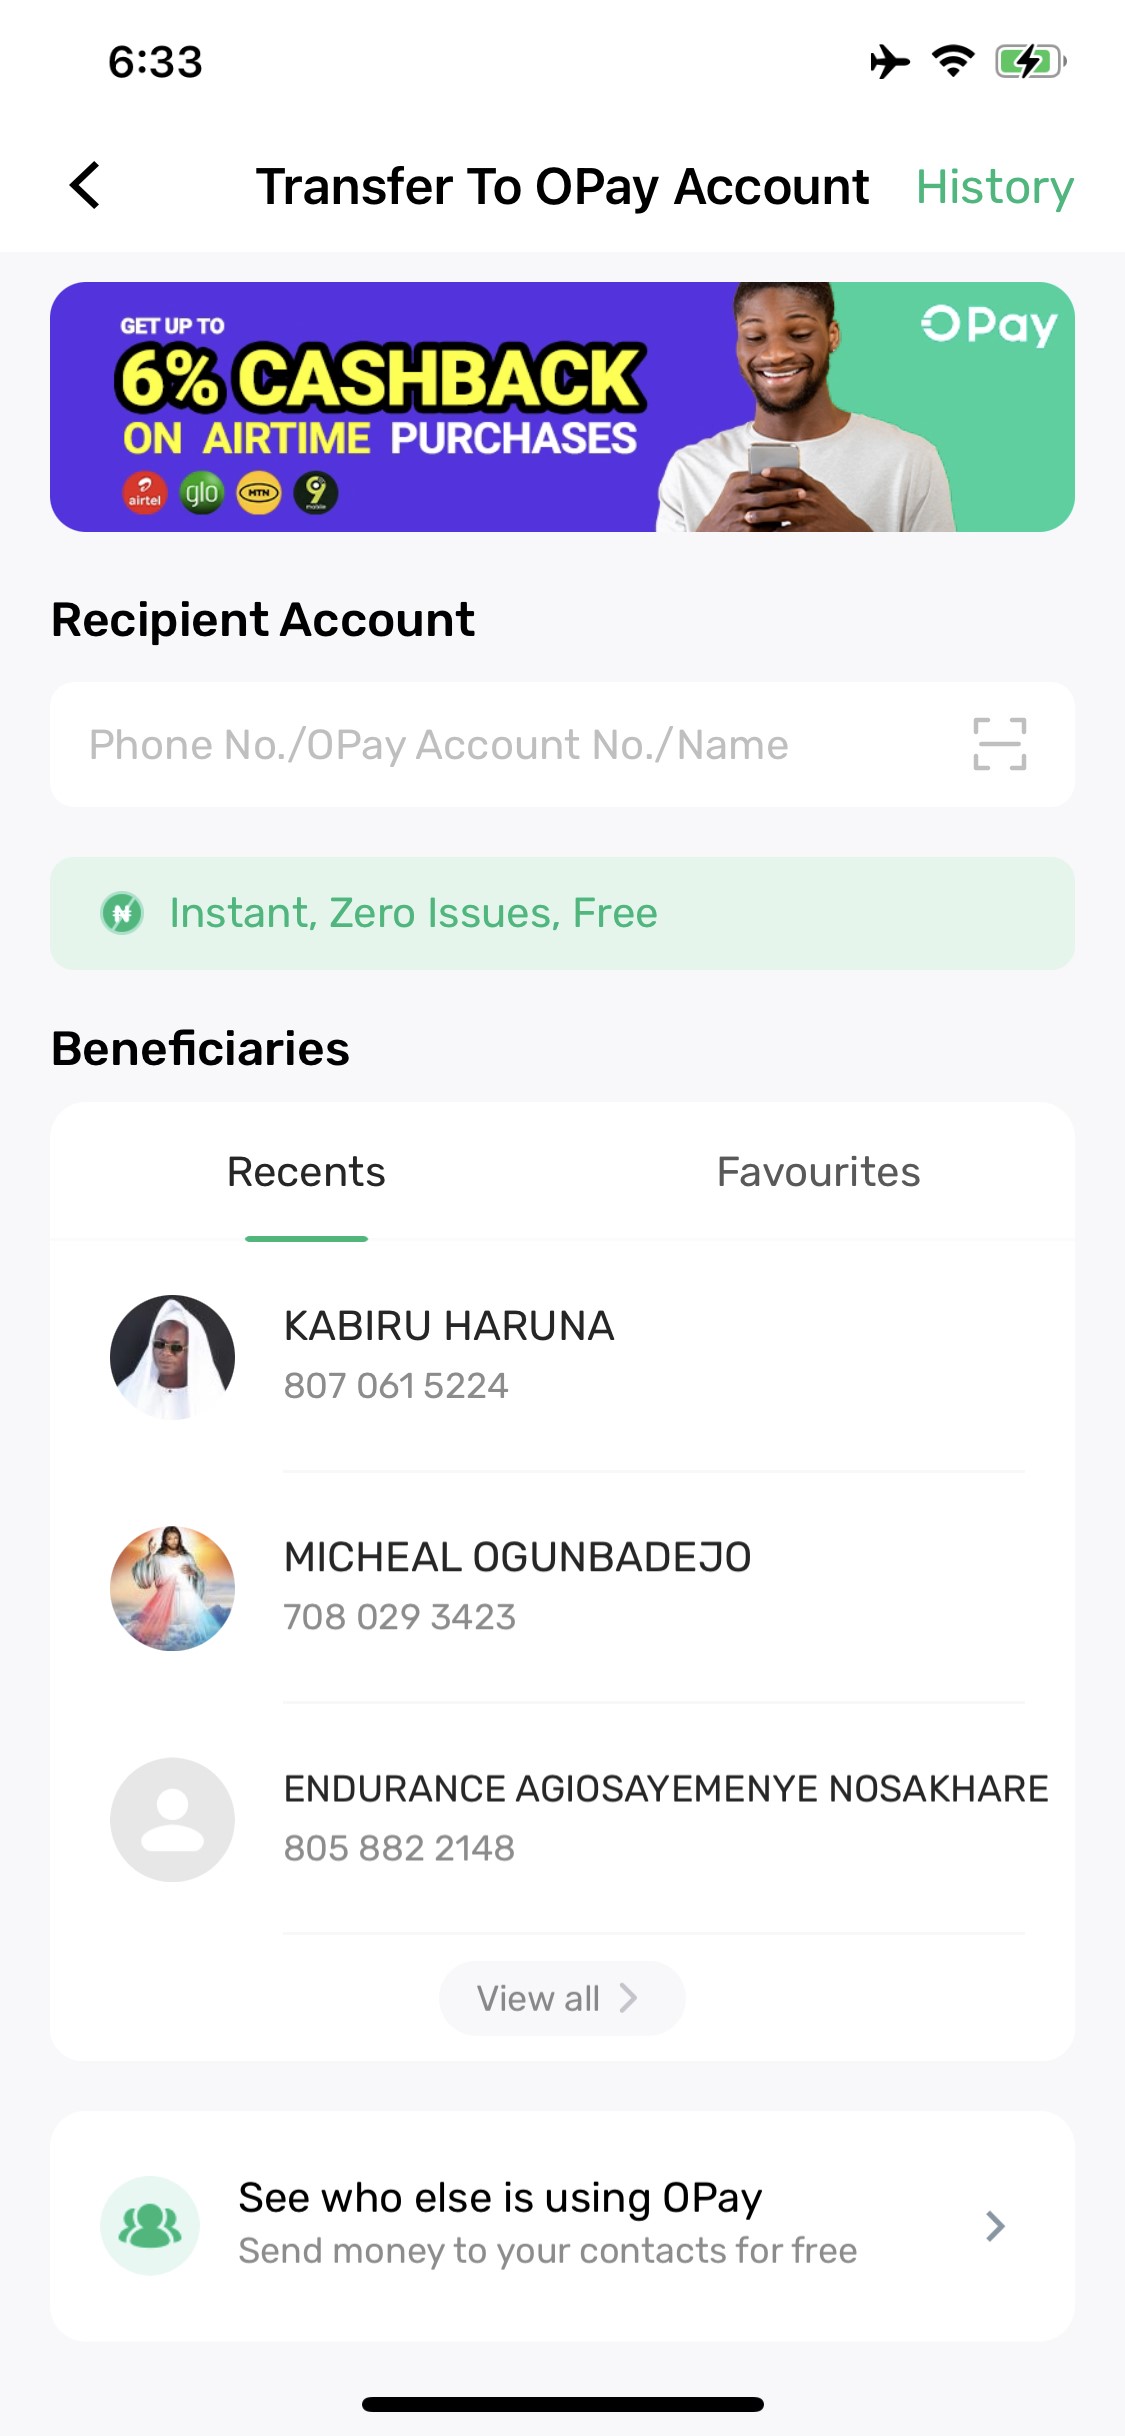 6:33
Transfer To OPay Account
History
OPay
GET UP TO
6% CASHBACK
ON AIRTIME PURCHASES
airtel glo MTN 9 mobile
Recipient Account
Phone No./OPay Account No./Name
Instant, Zero Issues, Free
Beneficiaries
Recents
Favourites
KABIRU HARUNA
807 061 5224
MICHEAL OGUNBADEJO
708 029 3423
ENDURANCE AGIOSAYEMENYE NOSAKHARE
805 882 2148
View all
See who else is using OPay
Send money to your contacts for free